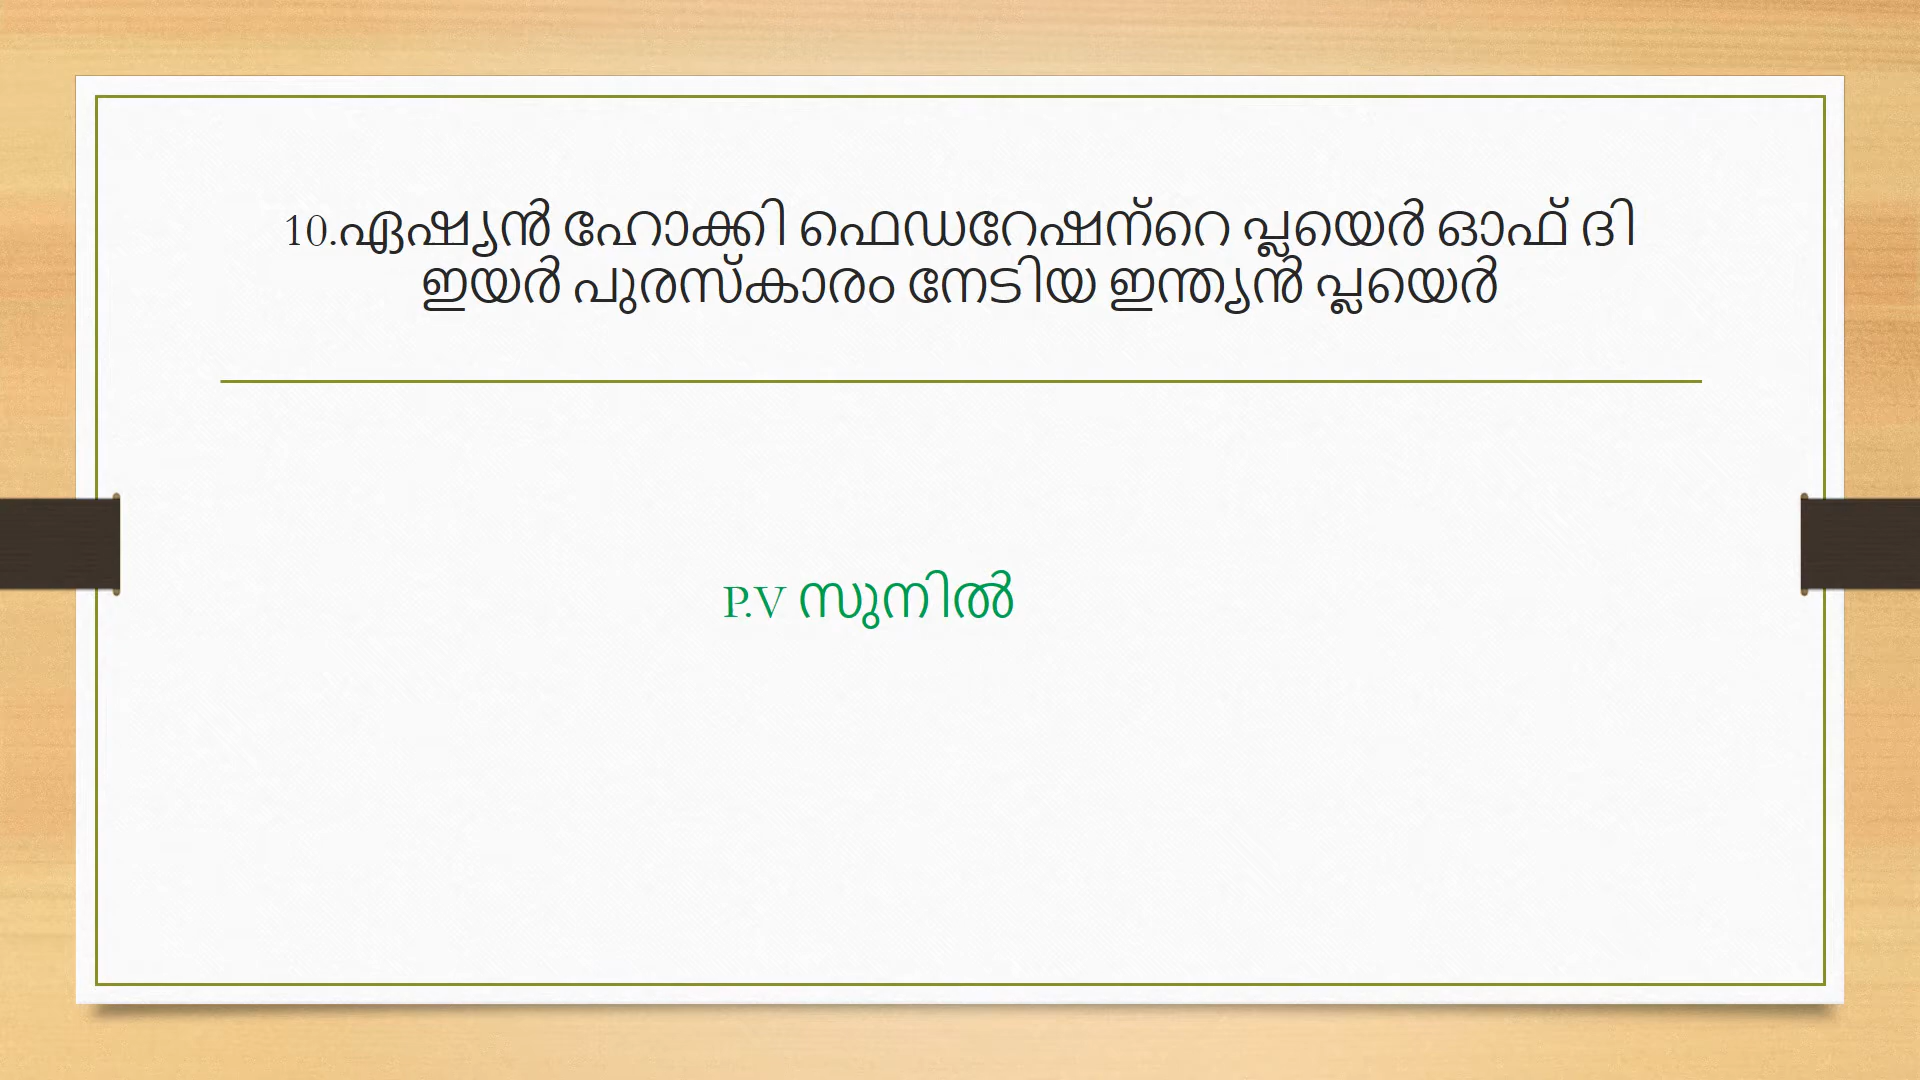 10.ഏഷ്യൻ ഹോക്കി ഫെഡറേഷന്റെ പ്ലയെർ ഓഫ് ദി
ഇയർ പുരസ്കാരം നേടിയ ഇന്ത്യൻ പ്ലയെർ
P.V സുനിൽ